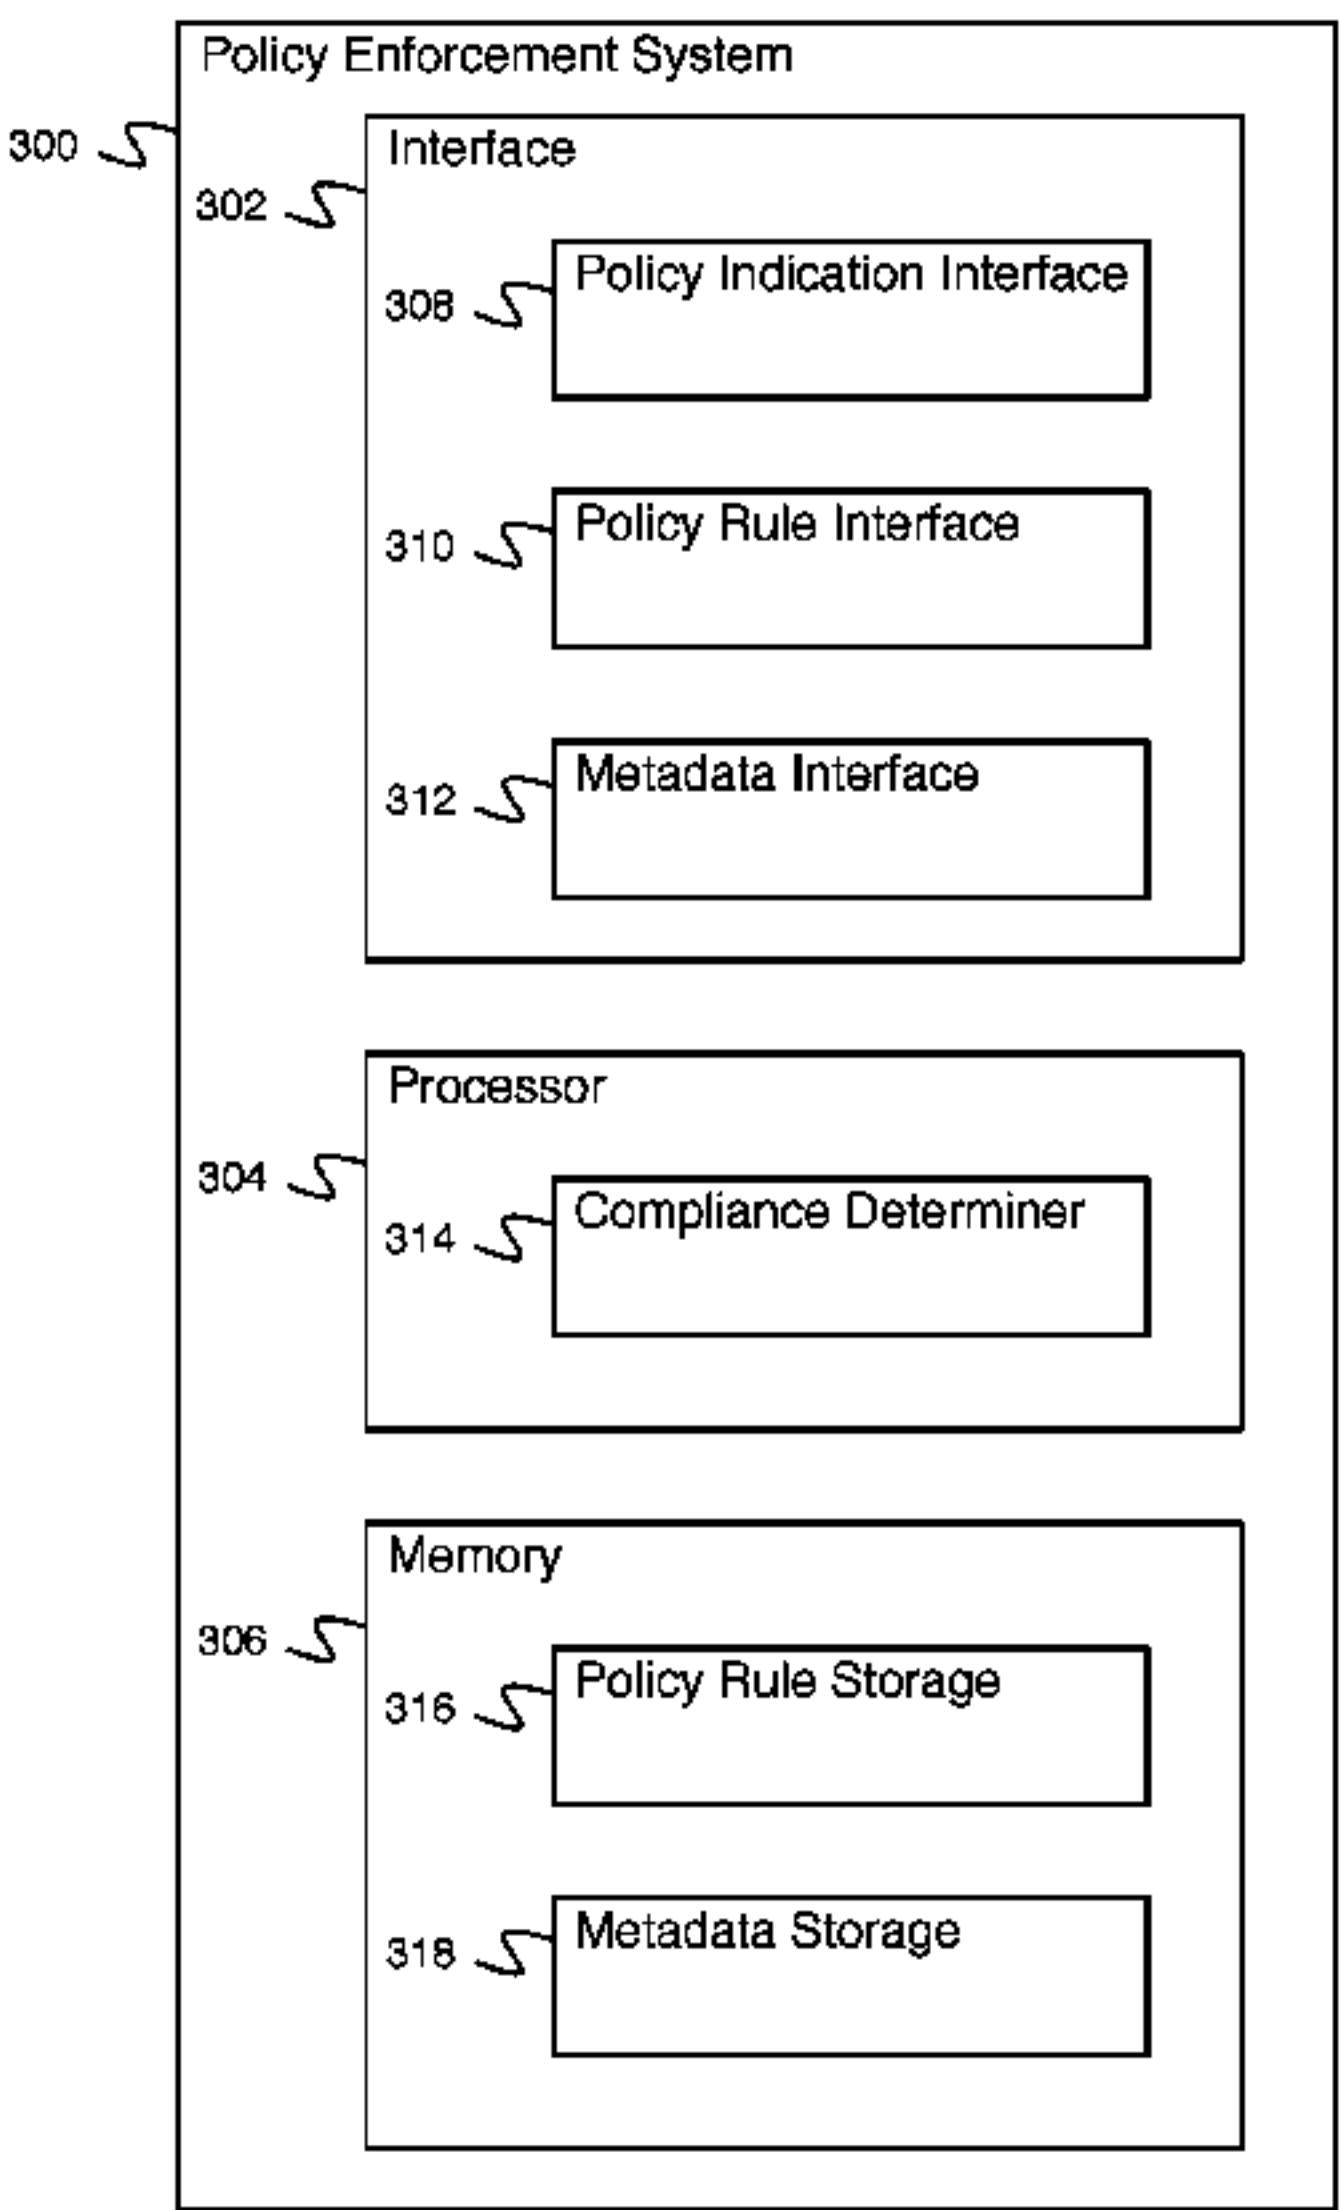 Policy Enforcement System
300
Interface
302
Policy Indication Interface
308
Policy Rule Interface
310
Metadata Interface
312
Processor
304
Compliance Determiner
314
Memory
306
Policy Rule Storage
316
Metadata Storage
318